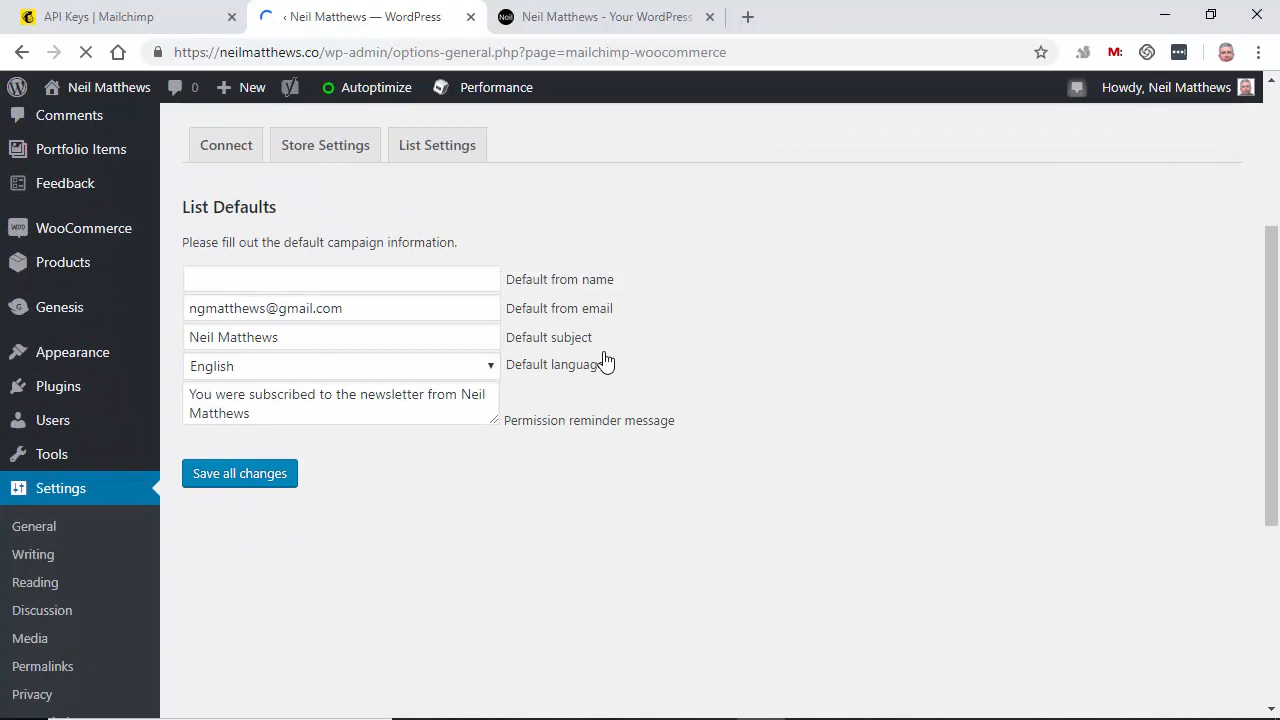 API Keys | Mailchimp
‹ Neil Matthews — WordPress
Neil
Neil Matthews - Your WordPress
https://neilmatthews.co/wp-admin/options-general.php?page=mailchimp-woocommerce
M:
Neil Matthews
0
New
Autoptimize
Performance
Howdy, Neil Matthews
Comments
Portfolio Items
Feedback
WOO
WooCommerce
Products
Genesis
Appearance
Plugins
Users
Tools
Settings
General
Writing
Reading
Discussion
Media
Permalinks
Privacy
Connect
Store Settings
List Settings
List Defaults
Please fill out the default campaign information.
Default from name
ngmatthews@gmail.com Default from email
Neil Matthews Default subject
English Default language
You were subscribed to the newsletter from Neil
Matthews
Permission reminder message
Save all changes